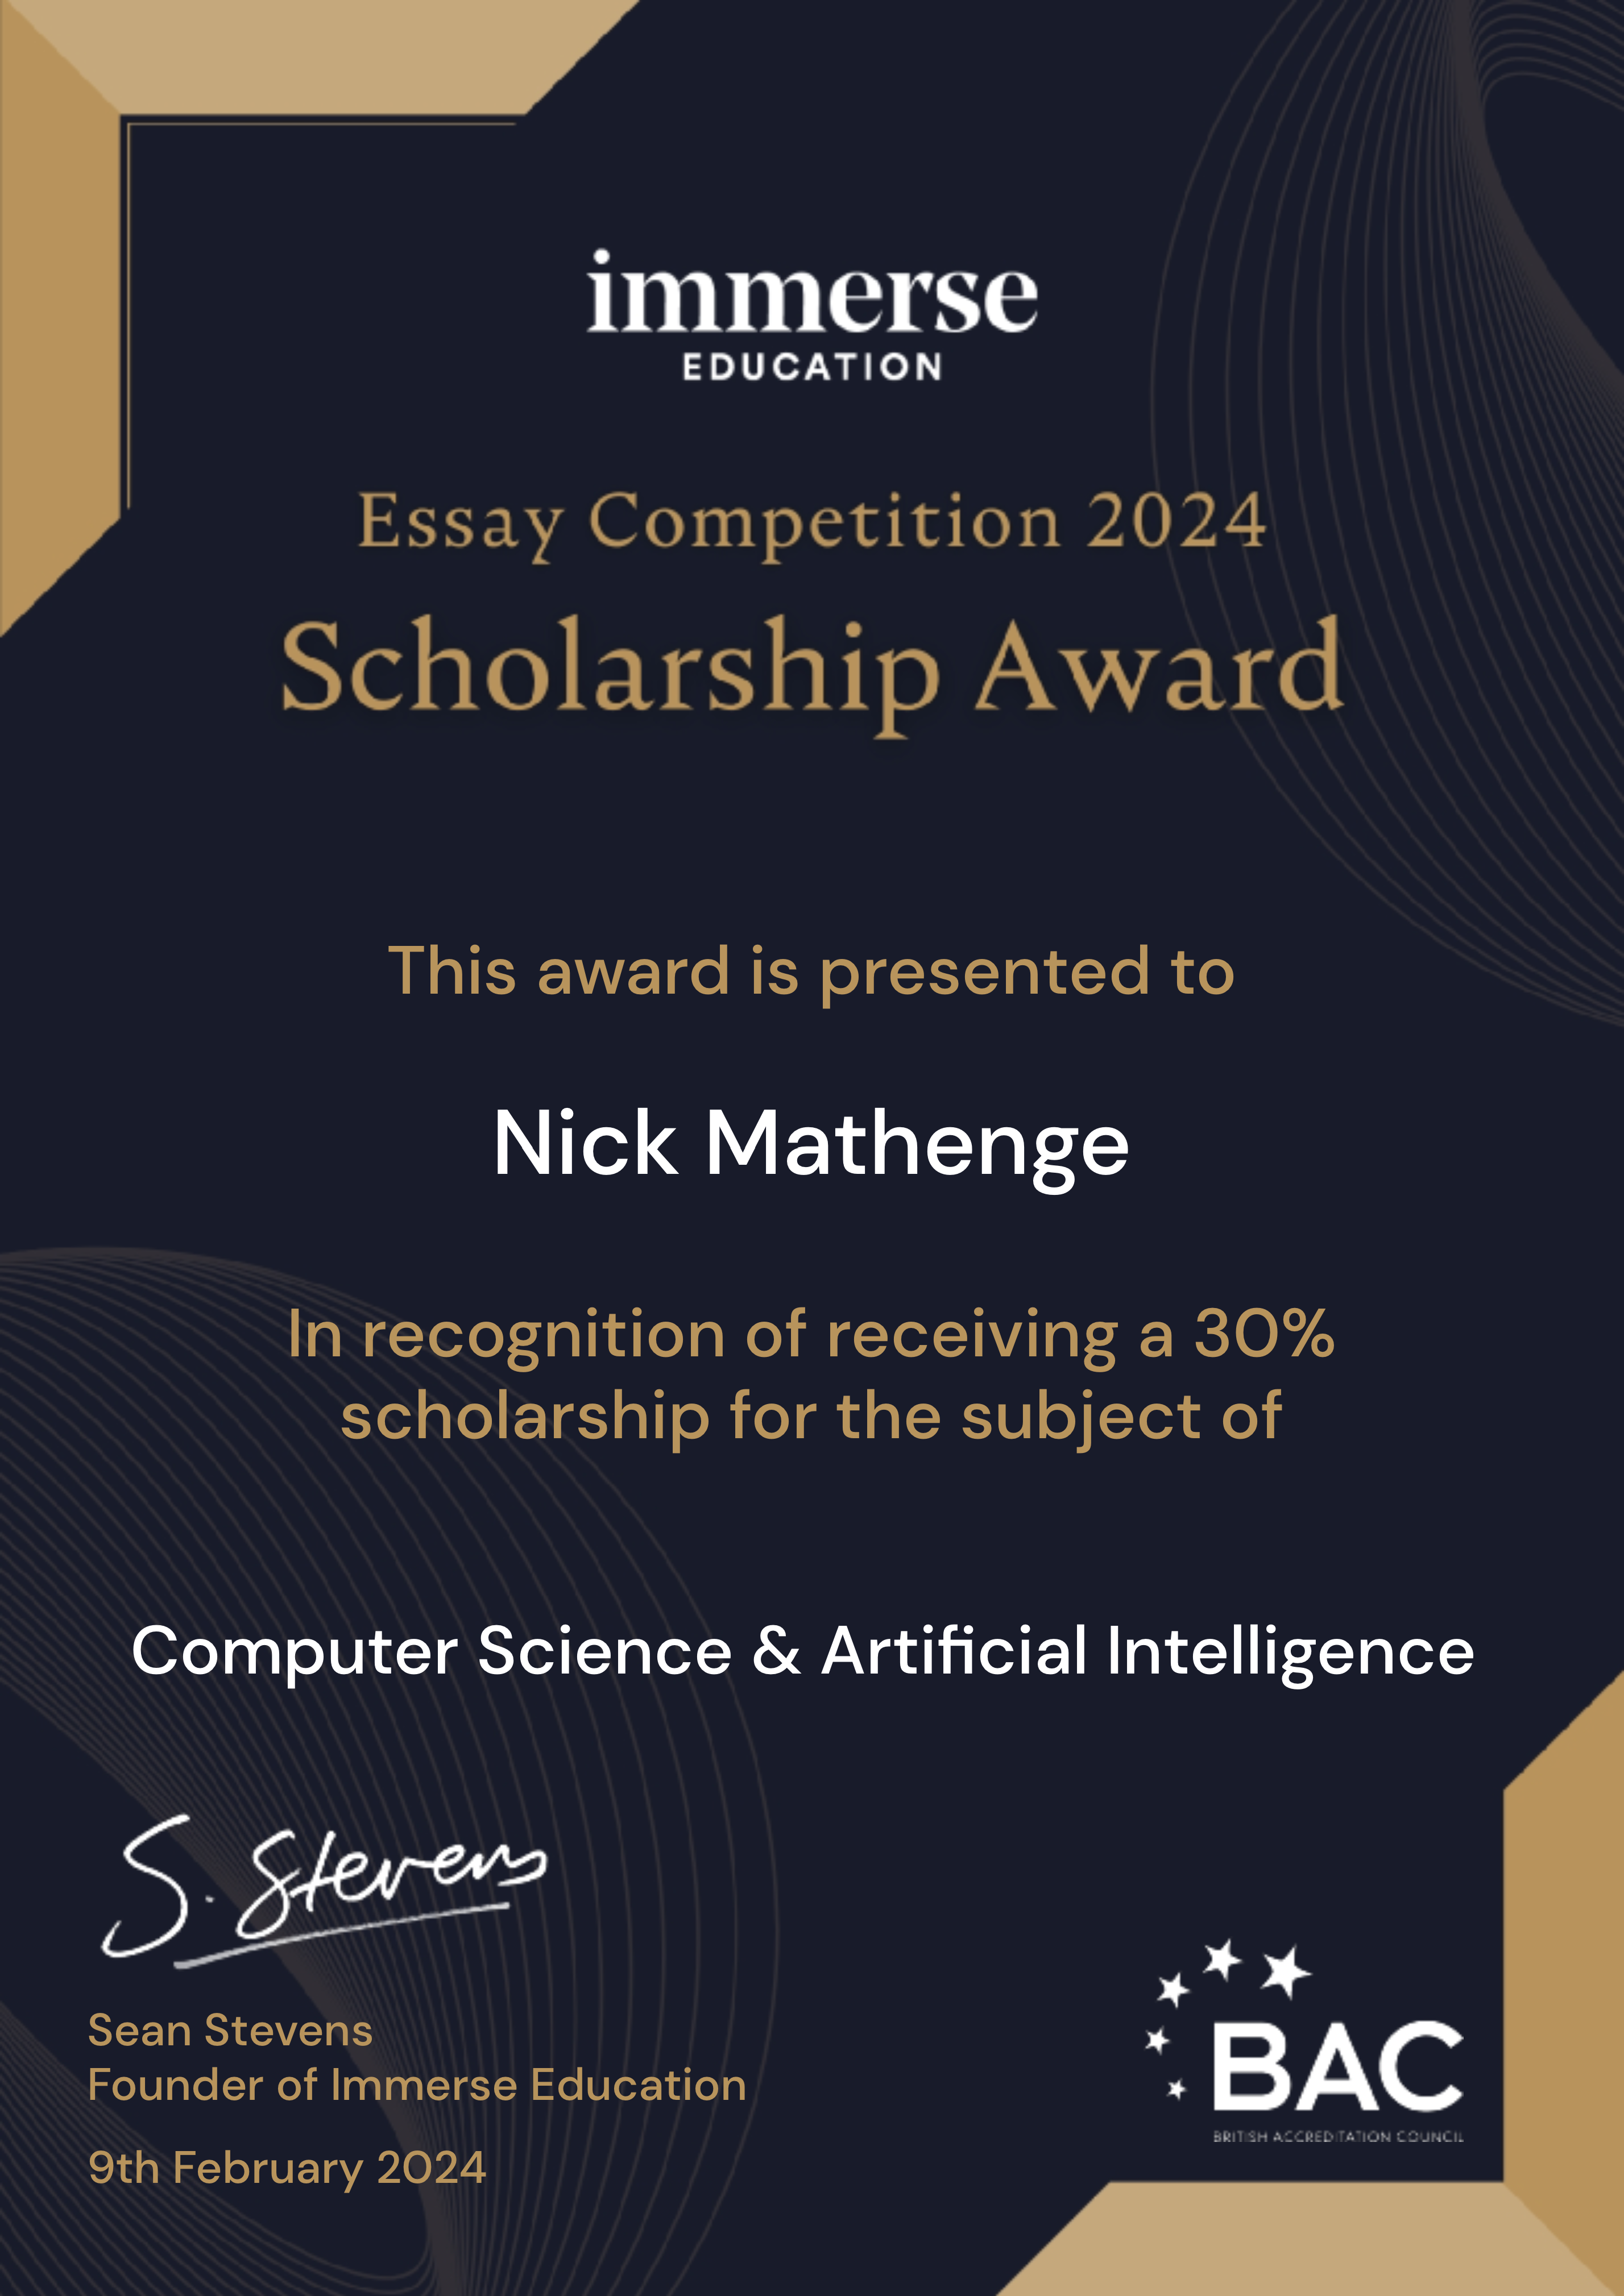 immerse
EDUCATION
Essay Competition 2024
Scholarship Award
This award is presented to
Nick Mathenge
In recognition of receiving a 30%
scholarship for the subject of
Computer Science & Artificial Intelligence
S. Stevens
Sean Stevens
Founder of Immerse Education
9th February 2024
BAC
BRITISH ACCREDITATION COUNCIL